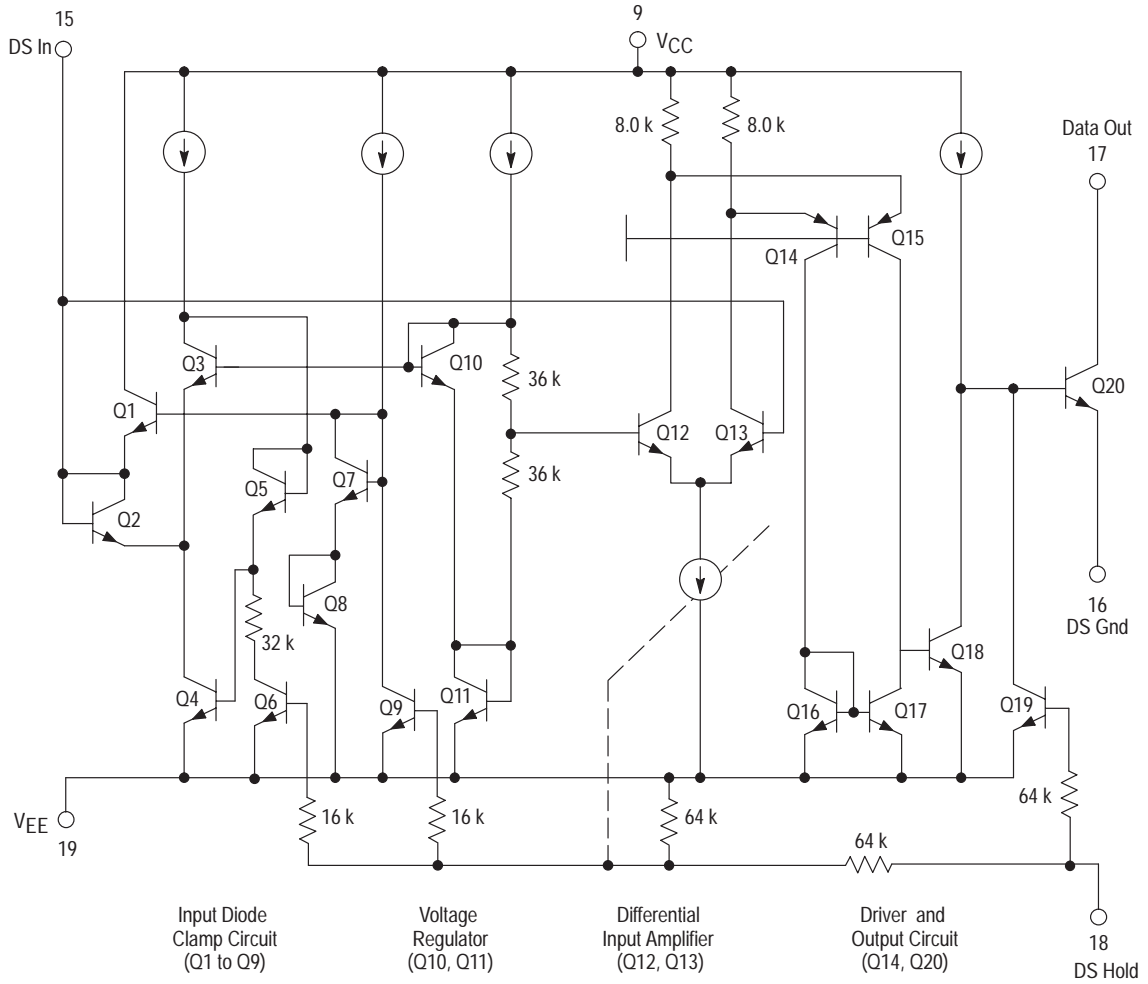 15
DS In
9
VCC
8.0 k
8.0 k
Data Out
17
Q15
Q14
Q3
Q10
36 k
Q20
Q1
Q12
Q13
Q5
Q7
36 k
Q2
Q8
16
DS Gnd
32 k
Q18
Q4
Q6
Q9
Q11
Q16
Q17
Q19
VEE
19
16 k
16 k
64 k
64 k
64 k
Input Diode
Clamp Circuit
(Q1 to Q9)
Voltage
Regulator
(Q10, Q11)
Differential
Input Amplifier
(Q12, Q13)
Driver and
Output Circuit
(Q14, Q20)
18
DS Hold